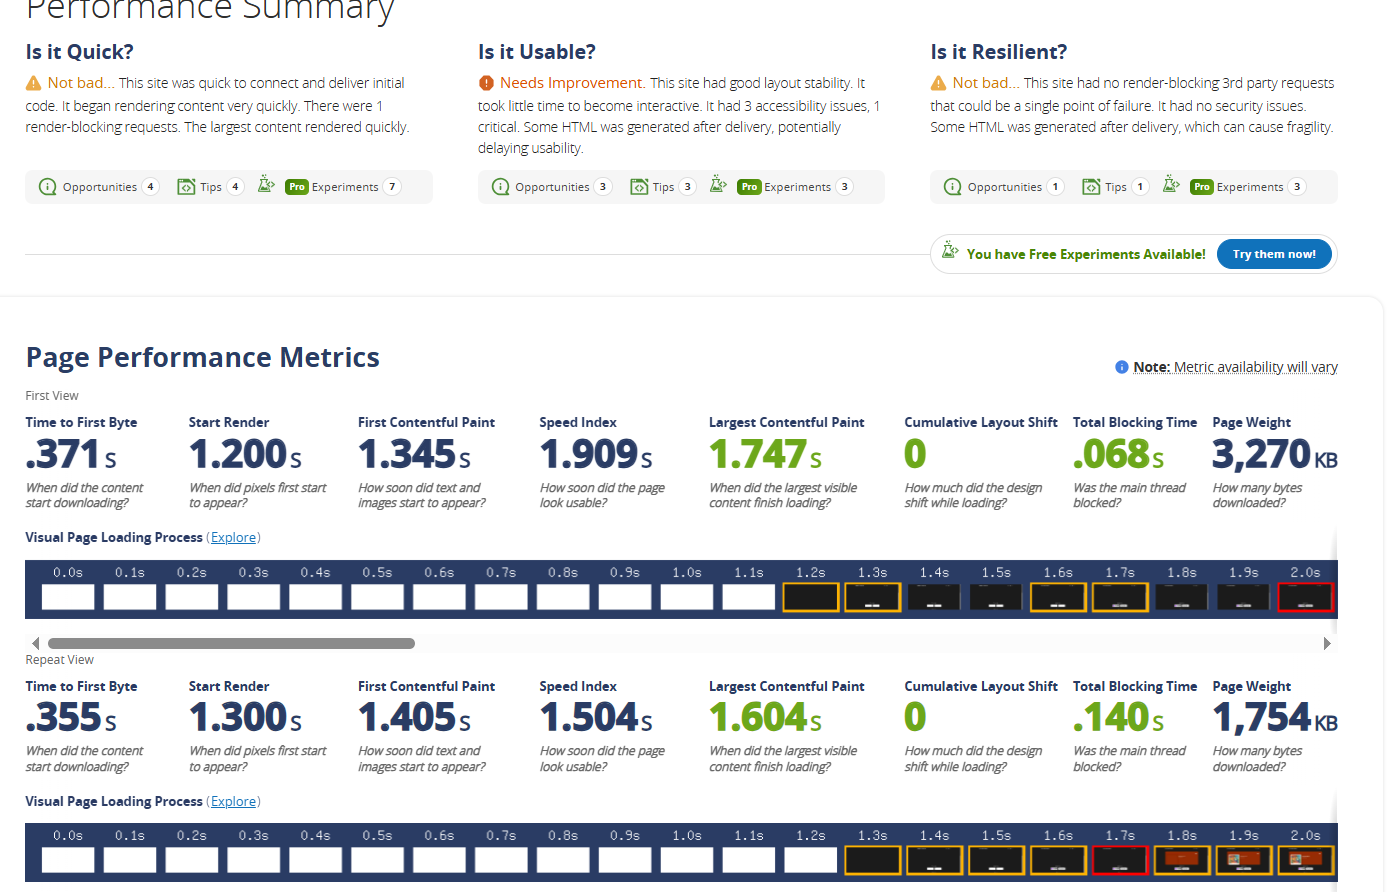 Performance Summary
Is it Quick?
Not bad... This site was quick to connect and deliver initial
code. It began rendering content very quickly. There were 1
render-blocking requests. The largest content rendered quickly.
Opportunities 4 Tips 4 Pro Experiments 7
Is it Usable?
Needs Improvement. This site had good layout stability. It
took little time to become interactive. It had 3 accessibility issues, 1
critical. Some HTML was generated after delivery, potentially
delaying usability.
Opportunities 3 Tips 3 Pro Experiments 3
Is it Resilient?
Not bad... This site had no render-blocking 3rd party requests
that could be a single point of failure. It had no security issues.
Some HTML was generated after delivery, which can cause fragility.
Opportunities 1 Tips 1 Pro Experiments 3
You have Free Experiments Available! Try them now!
Page Performance Metrics
Note: Metric availability will vary
First View
Time to First Byte
.371 s
When did the content
start downloading?
Start Render
1.200 s
When did pixels first start
to appear?
First Contentful Paint
1.345 s
How soon did text and
images start to appear?
Speed Index
1.909 s
How soon did the page
look usable?
Largest Contentful Paint
1.747 s
When did the largest visible
content finish loading?
Cumulative Layout Shift
0
How much did the design
shift while loading?
Total Blocking Time
.068 s
Was the main thread
blocked?
Page Weight
3,270 KB
How many bytes
downloaded?
Visual Page Loading Process (Explore)
0.0s 0.1s 0.2s 0.3s 0.4s 0.5s 0.6s 0.7s 0.8s 0.9s 1.0s 1.1s 1.2s 1.3s 1.4s 1.5s 1.6s 1.7s 1.8s 1.9s 2.0s
Repeat View
Time to First Byte
.355 s
When did the content
start downloading?
Start Render
1.300 s
When did pixels first start
to appear?
First Contentful Paint
1.405 s
How soon did text and
images start to appear?
Speed Index
1.504 s
How soon did the page
look usable?
Largest Contentful Paint
1.604 s
When did the largest visible
content finish loading?
Cumulative Layout Shift
0
How much did the design
shift while loading?
Total Blocking Time
.140 s
Was the main thread
blocked?
Page Weight
1,754 KB
How many bytes
downloaded?
Visual Page Loading Process (Explore)
0.0s 0.1s 0.2s 0.3s 0.4s 0.5s 0.6s 0.7s 0.8s 0.9s 1.0s 1.1s 1.2s 1.3s 1.4s 1.5s 1.6s 1.7s 1.8s 1.9s 2.0s